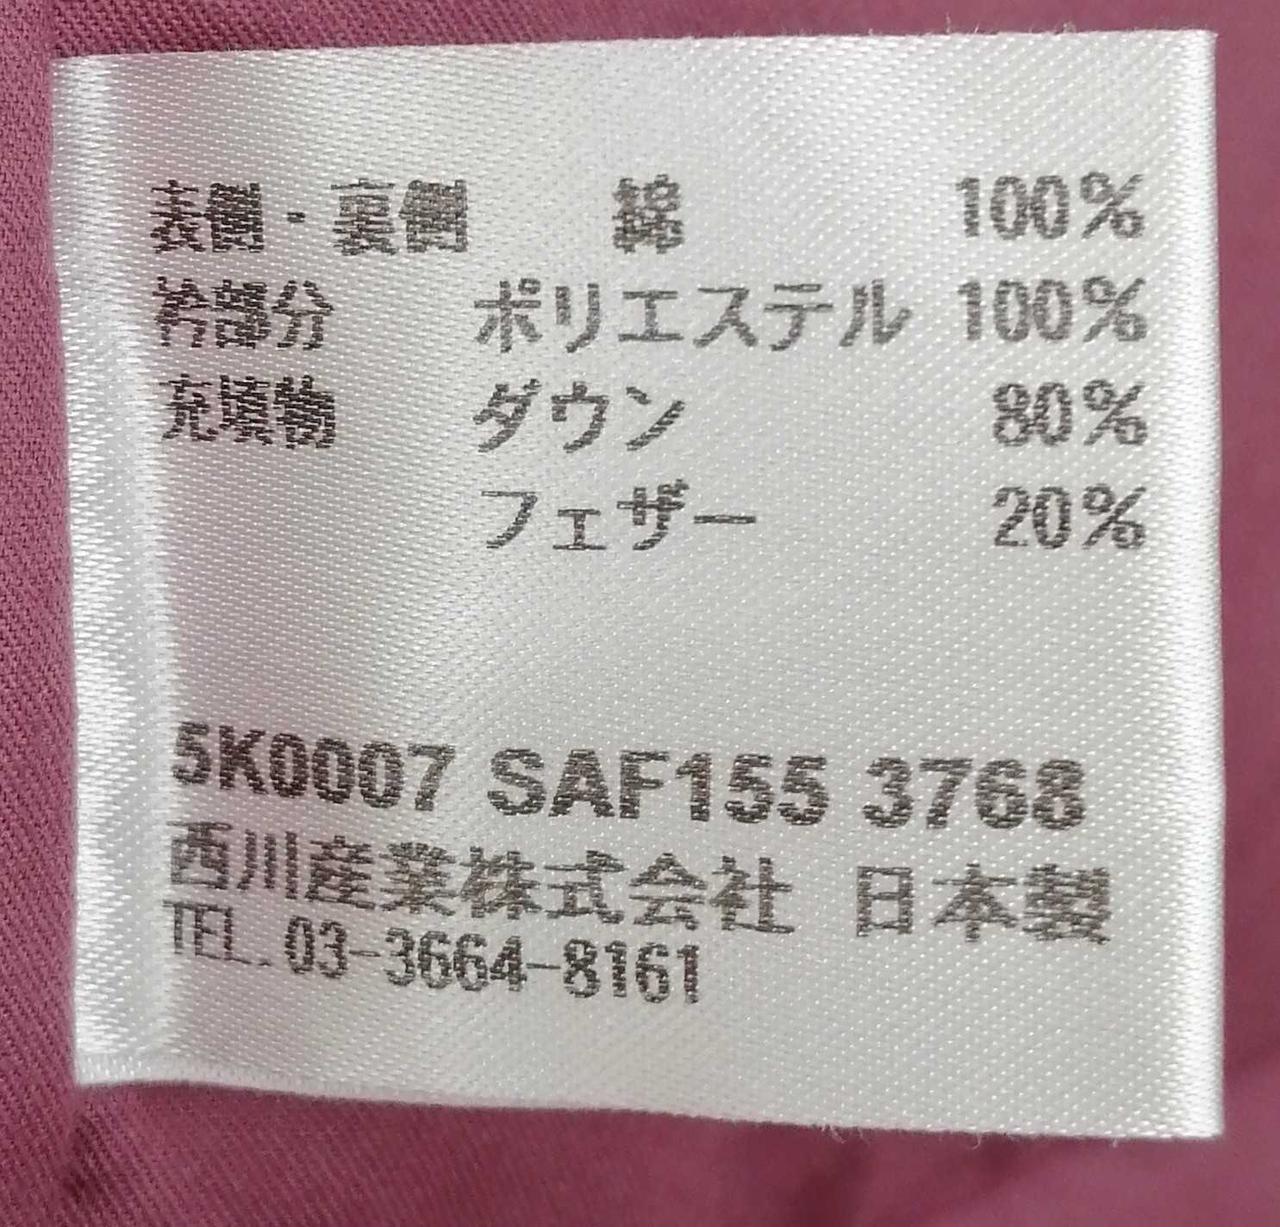 表側・裏側 綿 100%
衿部分 ポリエステル 100%
充填物 ダウン 80%
フェザー 20%
5K0007 SAF155 3768
西川産業株式会社 日本製
TEL.03-3664-8161